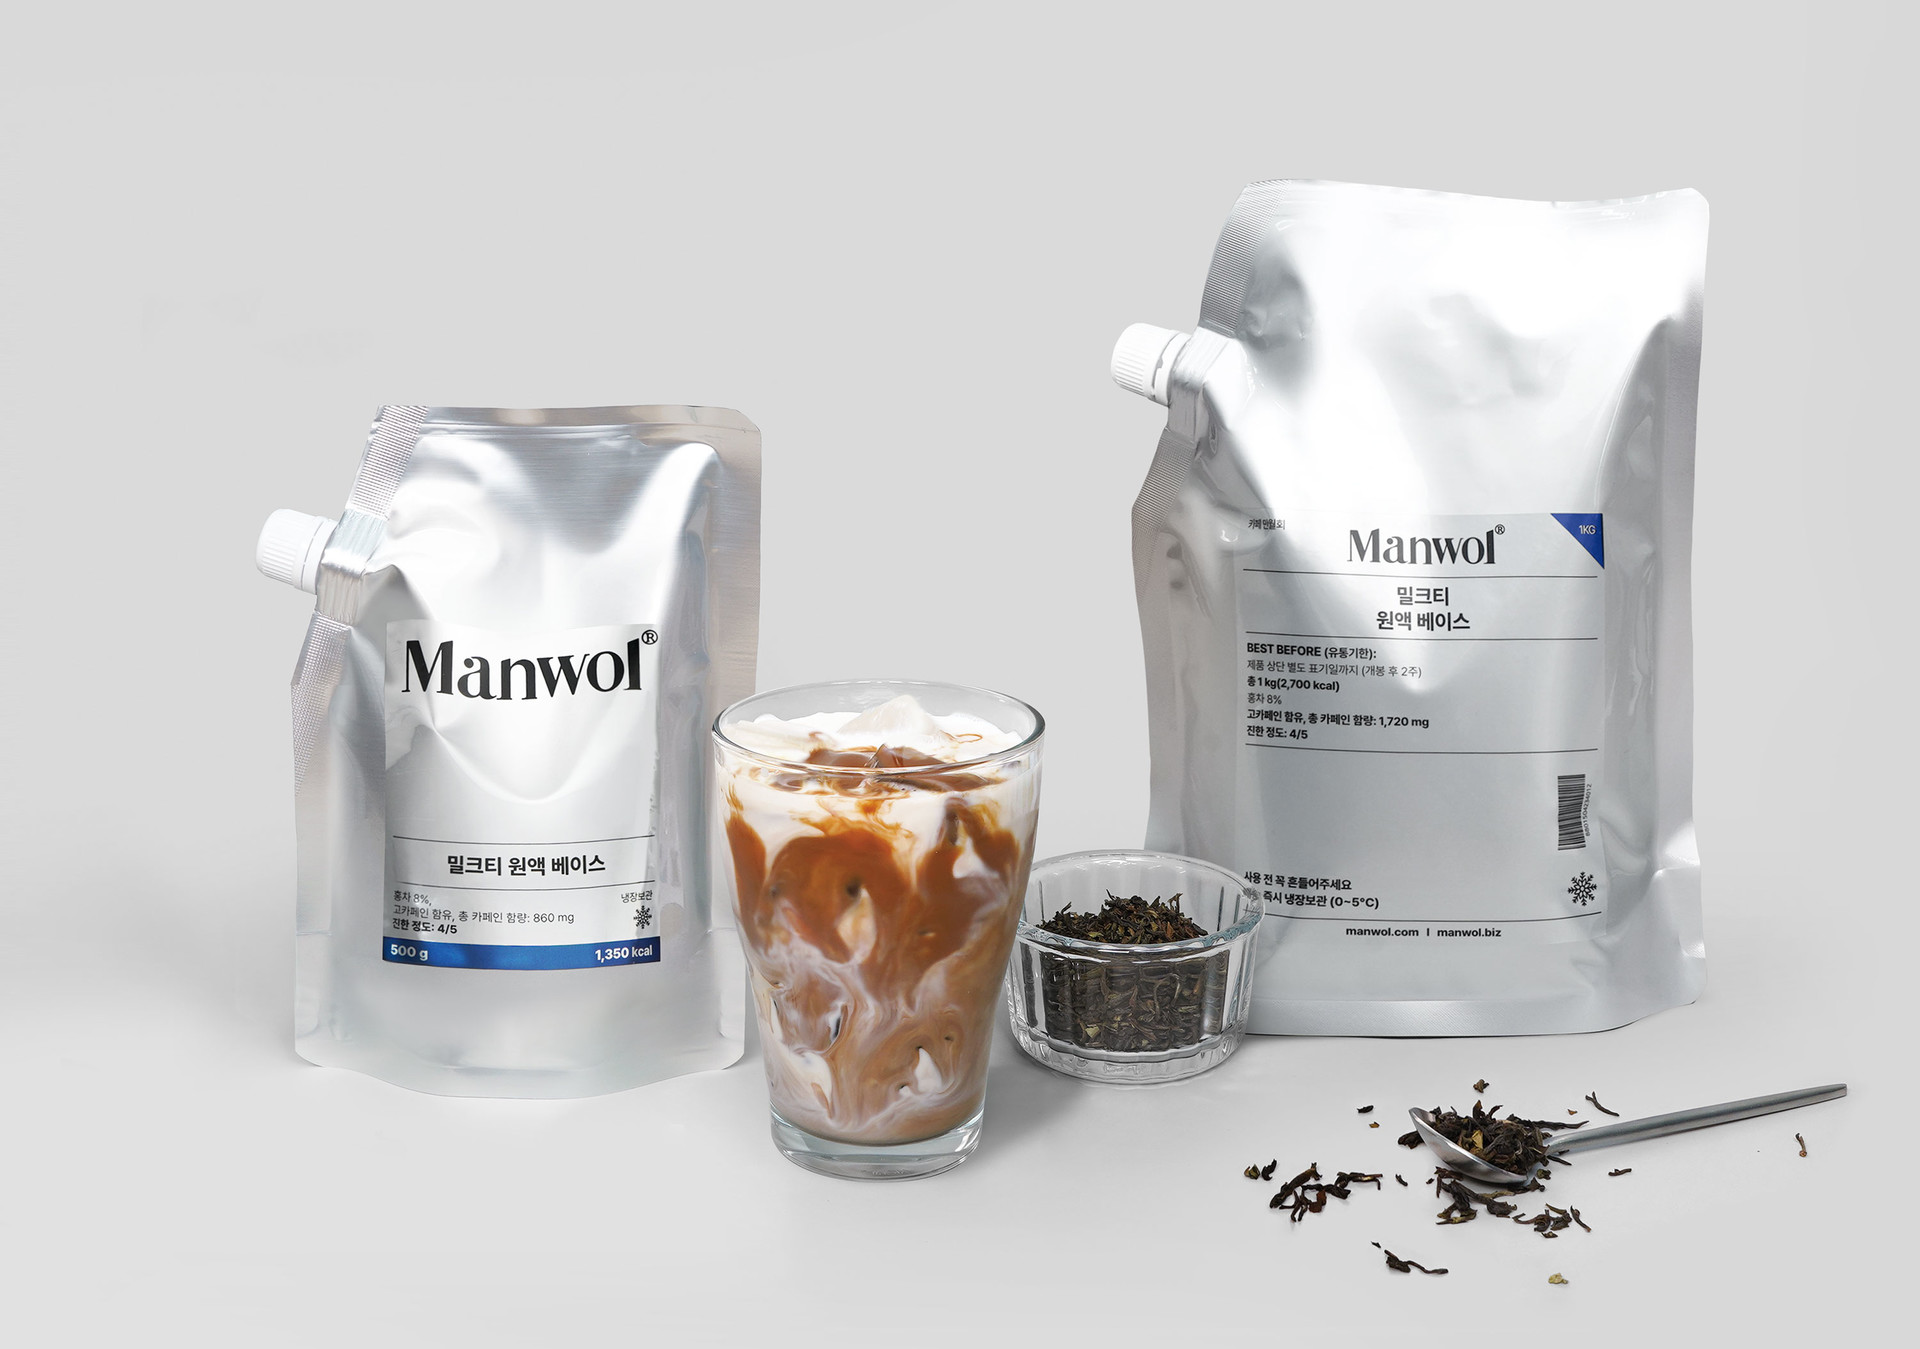 Manwol®
밀크티 원액 베이스
홍차 8%,
고카페인 함유, 총 카페인 함량: 860 mg
진한 정도: 4/5
냉장보관
500 g
1,350 kcal
카페 만월회
Manwol®
1KG
밀크티
원액 베이스
BEST BEFORE (유통기한):
제품 상단 별도 표기일까지 (개봉 후 2주)
총 1 kg(2,700 kcal)
홍차 8%
고카페인 함유, 총 카페인 함량: 1,720 mg
진한 정도: 4/5
사용 전 꼭 흔들어주세요
즉시 냉장보관 (0~5°C)
manwol.com | manwol.biz